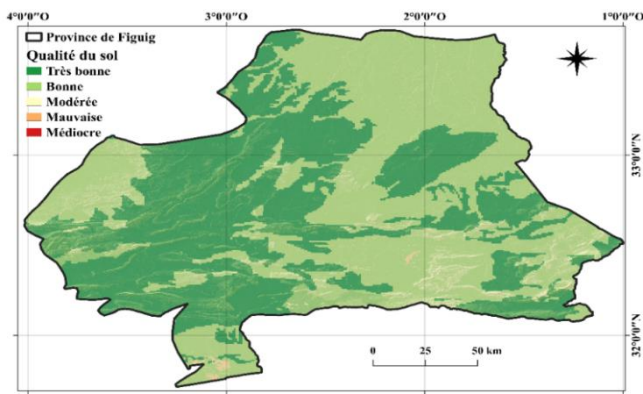 4°0'0"O 3°0'0"O 2°0'0"O 1°0'0"O
Province de Figuig
Qualité du sol
Très bonne
Bonne
Modérée
Mauvaise
Médiocre
33°0'0"N
32°0'0"N
0 25 50 km